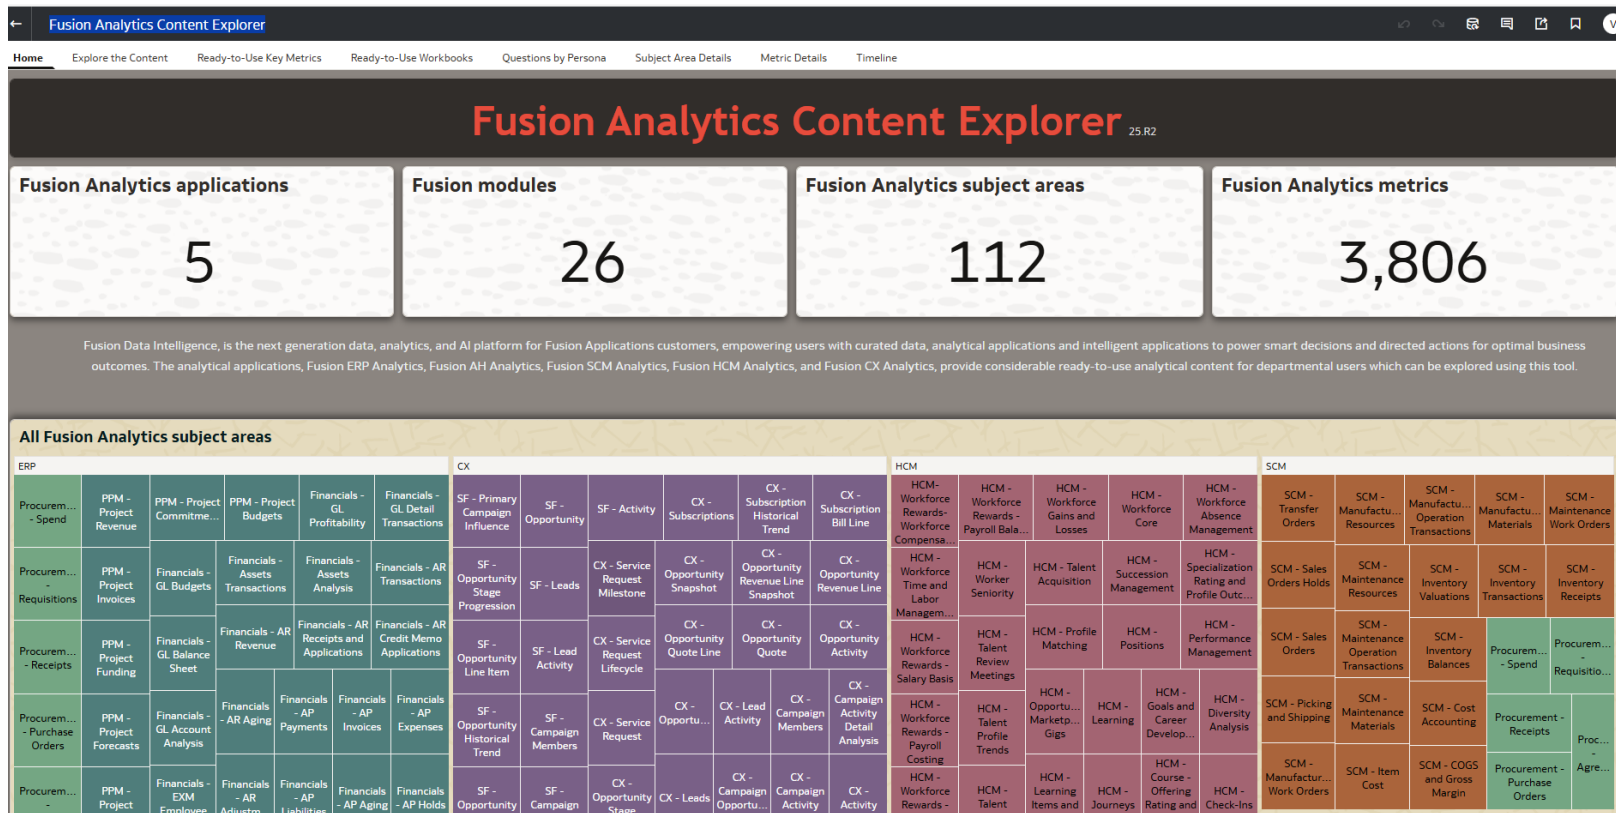 Fusion Analytics Content Explorer
V
Home
Explore the Content
Ready-to-Use Key Metrics
Ready-to-Use Workbooks
Questions by Persona
Subject Area Details
Metric Details
Timeline
Fusion Analytics Content Explorer 25.R2
Fusion Analytics applications
5
Fusion modules
26
Fusion Analytics subject areas
112
Fusion Analytics metrics
3,806
Fusion Data Intelligence, is the next generation data, analytics, and AI platform for Fusion Applications customers, empowering users with curated data, analytical applications and intelligent applications to power smart decisions and directed actions for optimal business
outcomes. The analytical applications, Fusion ERP Analytics, Fusion AH Analytics, Fusion SCM Analytics, Fusion HCM Analytics, and Fusion CX Analytics, provide considerable ready-to-use analytical content for departmental users which can be explored using this tool.
All Fusion Analytics subject areas
ERP
Procurem...
- Spend
Procurem...
-
Requisitions
Procurem...
- Receipts
Procurem...
- Purchase
Orders
Procurem...
-
PPM -
Project
Revenue
PPM -
Project
Invoices
PPM -
Project
Funding
PPM -
Project
Forecasts
PPM -
Project
PPM - Project
Commitme...
PPM - Project
Budgets
Financials -
GL
Profitability
Financials -
GL Detail
Transactions
Financials -
GL Budgets
Financials -
Assets
Transactions
Financials -
Assets
Analysis
Financials - AR
Transactions
Financials -
GL Balance
Sheet
Financials - AR
Revenue
Financials - AR
Receipts and
Applications
Financials - AR
Credit Memo
Applications
Financials -
GL Account
Analysis
Financials
- AR Aging
Financials
- AP
Payments
Financials
- AP
Invoices
Financials
- AP
Expenses
Financials -
EXM
Employee
Financials
- AR
Adjustm...
Financials
- AP
Liabilities
Financials
- AP Aging
Financials
- AP Holds
CX
SF - Primary
Campaign
Influence
SF -
Opportunity
Stage
Progression
SF -
Opportunity
Line Item
SF -
Opportunity
Historical
Trend
SF -
Opportunity
SF -
Opportunity
SF - Leads
SF - Lead
Activity
SF -
Campaign
Members
SF -
Campaign
SF - Activity
CX - Service
Request
Milestone
CX - Service
Request
Lifecycle
CX - Service
Request
CX -
Opportunity
Stage
CX -
Subscriptions
CX -
Subscription
Historical
Trend
CX -
Subscription
Bill Line
CX -
Opportunity
Snapshot
CX -
Opportunity
Revenue Line
Snapshot
CX -
Opportunity
Revenue Line
CX -
Opportunity
Quote Line
CX -
Opportunity
Quote
CX -
Opportunity
Activity
CX -
Opportu...
CX - Lead
Activity
CX -
Campaign
Members
CX -
Campaign
Activity
Detail
Analysis
CX - Leads
CX -
Campaign
Opportu...
CX -
Campaign
Activity
CX -
Activity
HCM
HCM-
Workforce
Rewards-
Workforce
Compensa...
HCM -
Workforce
Time and
Labor
Managem...
HCM -
Workforce
Rewards -
Salary Basis
HCM -
Workforce
Rewards -
Payroll
Costing
HCM -
Workforce
Rewards -
HCM -
Workforce
Rewards -
Payroll Bala...
HCM -
Worker
Seniority
HCM -
Talent
Review
Meetings
HCM -
Talent
Profile
Trends
HCM -
Talent
HCM -
Workforce
Gains and
Losses
HCM -
Workforce
Core
HCM -
Workforce
Absence
Management
HCM - Talent
Acquisition
HCM -
Succession
Management
HCM -
Specialization
Rating and
Profile Outc...
HCM - Profile
Matching
HCM -
Positions
HCM -
Performance
Management
HCM -
Opportu...
Marketp...
Gigs
HCM -
Learning
HCM -
Goals and
Career
Develop...
HCM -
Diversity
Analysis
HCM -
Learning
Items and
HCM -
Journeys
HCM -
Course -
Offering
Rating and
HCM -
Check-Ins
SCM
SCM -
Transfer
Orders
SCM - Sales
Orders Holds
SCM - Sales
Orders
SCM - Picking
and Shipping
SCM -
Manufactur...
Work Orders
SCM -
Manufactu...
Resources
SCM -
Manufactu...
Operation
Transactions
SCM -
Manufactu...
Materials
SCM -
Maintenance
Work Orders
SCM -
Maintenance
Resources
SCM -
Inventory
Valuations
SCM -
Inventory
Transactions
SCM -
Inventory
Receipts
SCM -
Maintenance
Operation
Transactions
SCM -
Inventory
Balances
Procurem...
- Spend
Procurem...
-
Requisitio...
SCM -
Maintenance
Materials
SCM - Cost
Accounting
Procurement -
Receipts
Proc...
-
Agre...
SCM - Item
Cost
SCM - COGS
and Gross
Margin
Procurement -
Purchase
Orders